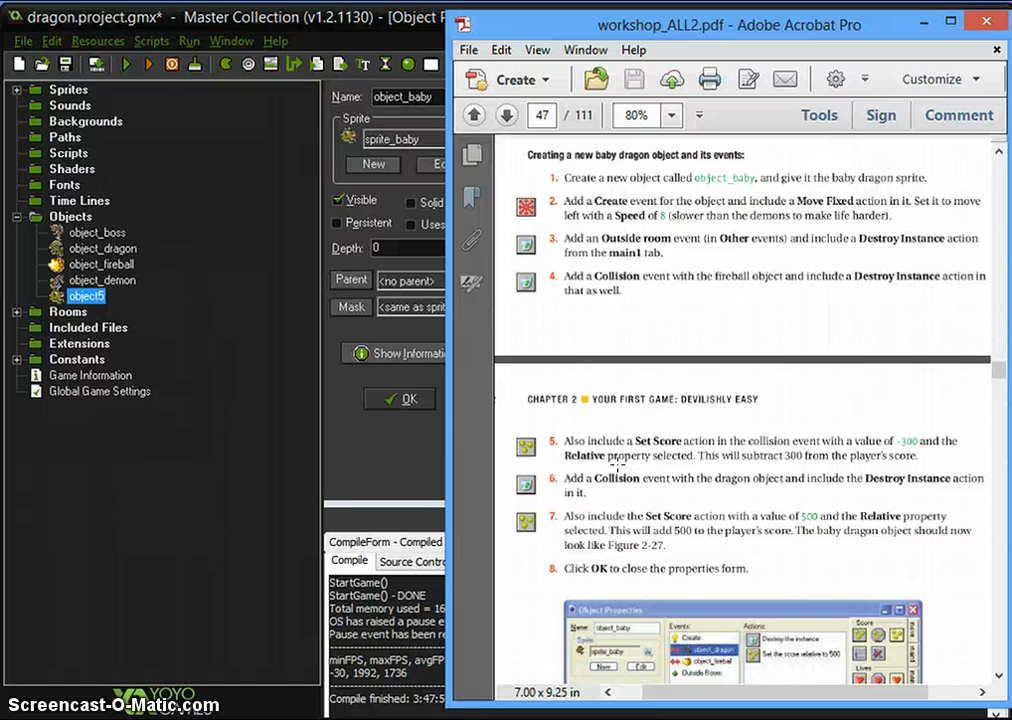 dragon.project.gmx* - Master Collection (v1.2.1130) - [Object P
File Edit Resources Scripts Run Window Help
Sprites
Sounds
Backgrounds
Paths
Scripts
Shaders
Fonts
Time Lines
Objects
object_boss
object_dragon
object_fireball
object_demon
object5
Rooms
Included Files
Extensions
Constants
Game Information
Global Game Settings
Name: object_baby
Sprite
sprite_baby
New
Visible
Solid
Persistent
Uses
Depth: 0
Parent <no parent>
Mask <same as sprit
Show Informati
OK
CompileForm - Compiled
Compile Source Contro
StartGame()
StartGame() - DONE
Total memory used = 16
OS has raised a pause e
Pause event has been re
minFPS, maxFPS, avgFP
-30, 1992, 1736
Compile finished: 3:47:5
YOYO
GAMES
Screencast-O-Matic.com
workshop_ALL2.pdf - Adobe Acrobat Pro
File Edit View Window Help
Create
Customize
47 / 111 80% Tools Sign Comment
Creating a new baby dragon object and its events:
1. Create a new object called object_baby, and give it the baby dragon sprite.
2. Add a Create event for the object and include a Move Fixed action in it. Set it to move
left with a Speed of 8 (slower than the demons to make life harder).
3. Add an Outside room event (in Other events) and include a Destroy Instance action
from the main1 tab.
4. Add a Collision event with the fireball object and include a Destroy Instance action in
that as well.
CHAPTER 2 YOUR FIRST GAME: DEVILISHLY EASY
5. Also include a Set Score action in the collision event with a value of -300 and the
Relative property selected. This will subtract 300 from the player's score.
6. Add a Collision event with the dragon object and include the Destroy Instance action
in it.
7. Also include the Set Score action with a value of 500 and the Relative property
selected. This will add 500 to the player's score. The baby dragon object should now
look like Figure 2-27.
8. Click OK to close the properties form.
Object Properties
Name: object_baby
Sprite
sprite_baby
New Edit
Events:
Create
object_dragon
object_fireball
Outside Room
Actions:
Destroy the instance
Set the score relative to 500
Score
Lives
7.00 x 9.25 in